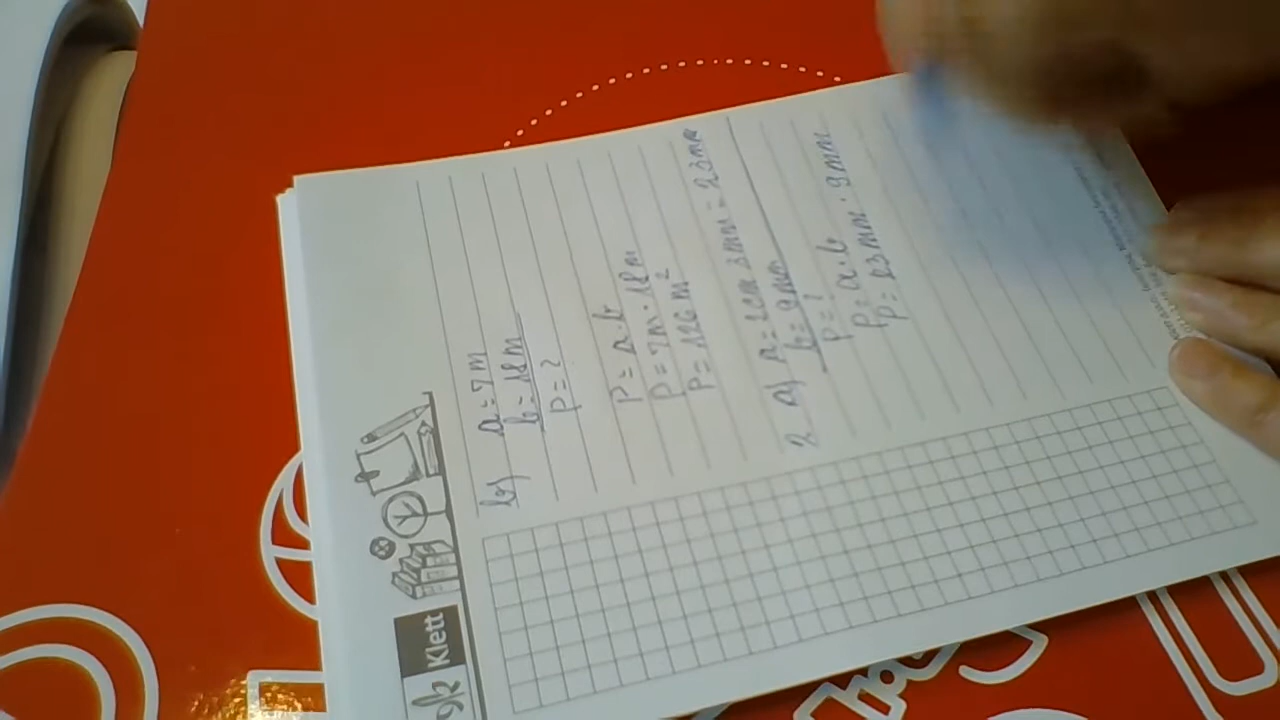 Klett
b) a = 7m
b = 18m
P = ?
P = a · b
P = 7m · 18m
P = 126 m²
2 a) a = 2cm 3mm = 23mm
b = 9mm
P = ?
P = a · b
P = 23mm · 9mm